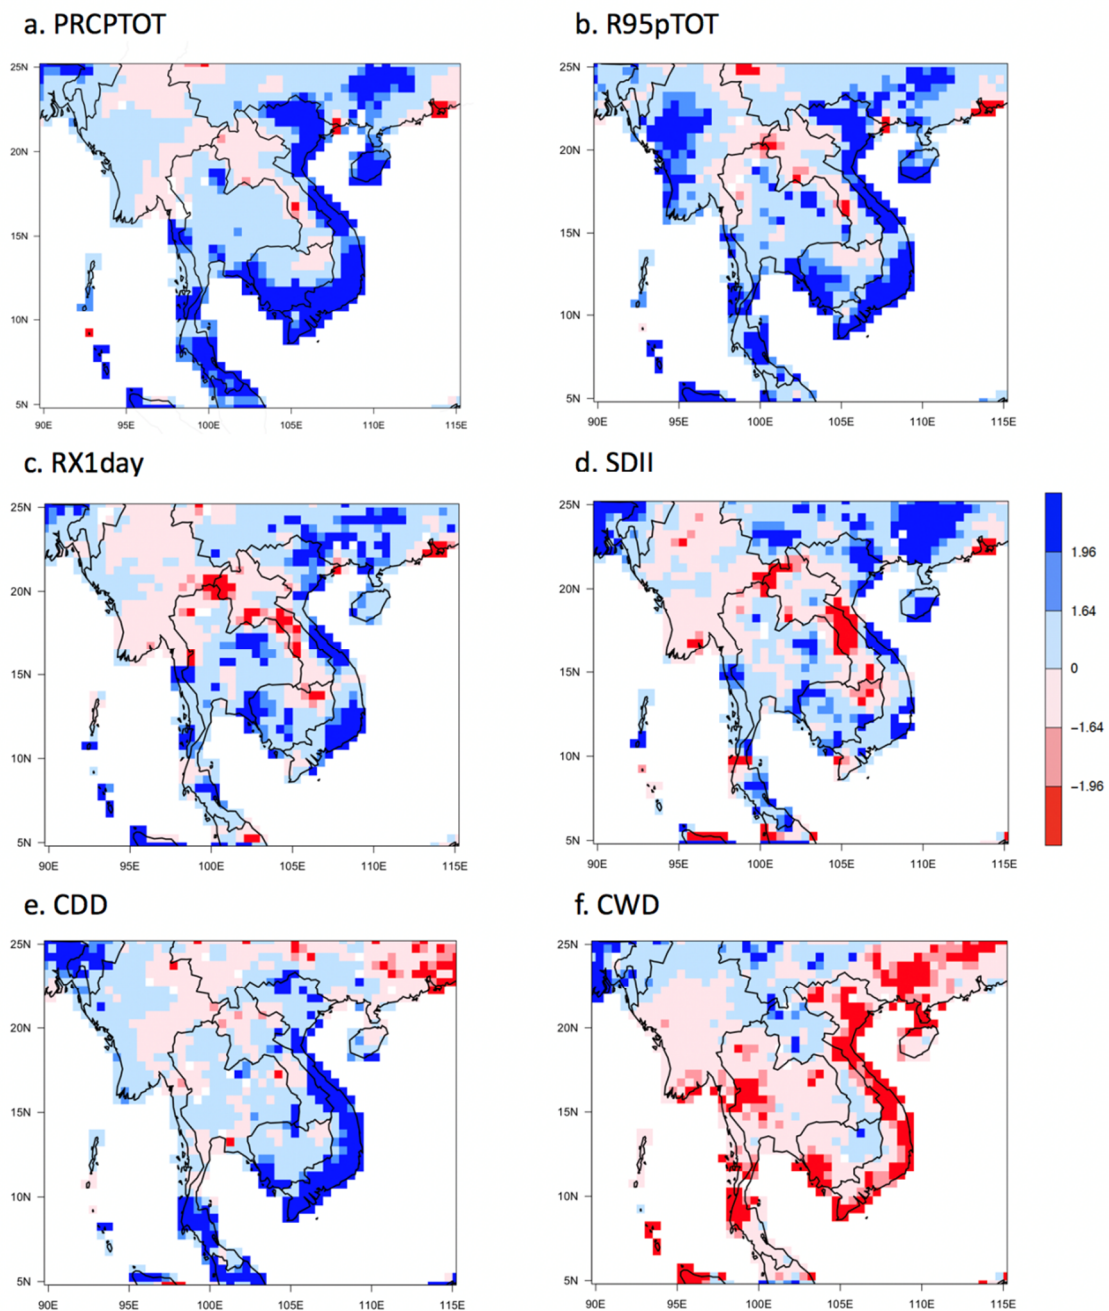 a. PRCPTOT
b. R95pTOT
25N
20N
15N
10N
5N
90E 95E 100E 105E 110E 115E
25N
20N
15N
10N
5N
90E 95E 100E 105E 110E 115E
c. RX1day
d. SDII
25N
20N
15N
10N
5N
90E 95E 100E 105E 110E 115E
25N
20N
15N
10N
5N
90E 95E 100E 105E 110E 115E
1.96
1.64
0
−1.64
−1.96
e. CDD
f. CWD
25N
20N
15N
10N
5N
90E 95E 100E 105E 110E 115E
25N
20N
15N
10N
5N
90E 95E 100E 105E 110E 115E